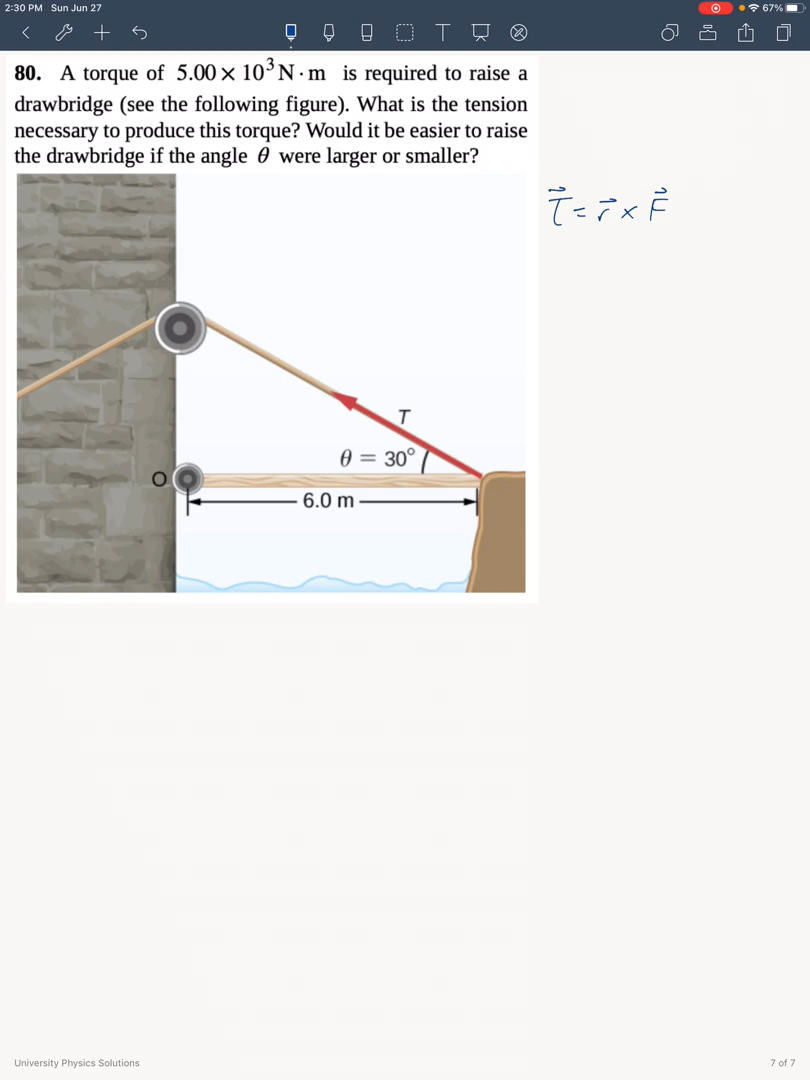 2:30 PM Sun Jun 27
67%
80. A torque of 5.00 × 10³ N · m is required to raise a
drawbridge (see the following figure). What is the tension
necessary to produce this torque? Would it be easier to raise
the drawbridge if the angle θ were larger or smaller?
τ⃗ = r⃗ × F⃗
T
θ = 30°
O
6.0 m
University Physics Solutions
7 of 7